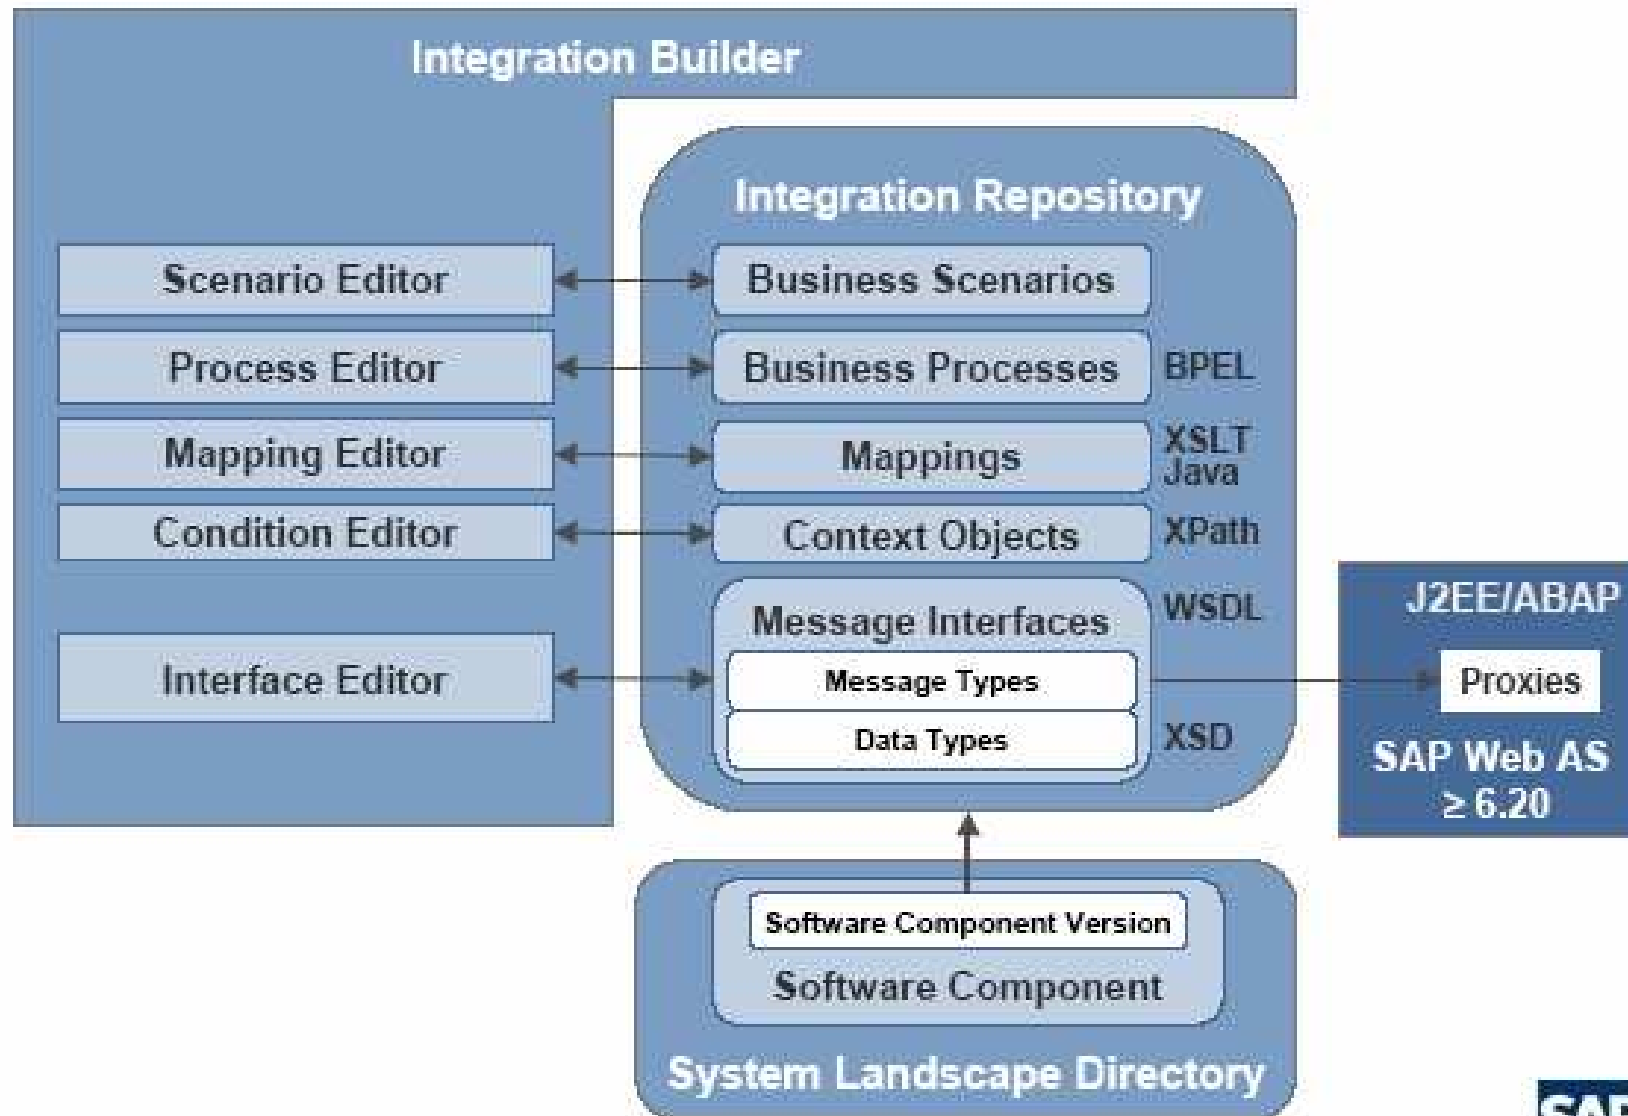 Integration Builder
Integration Repository
Scenario Editor
Business Scenarios
Process Editor
Business Processes
BPEL
Mapping Editor
Mappings
XSLT
Java
Condition Editor
Context Objects
XPath
Message Interfaces
WSDL
Interface Editor
Message Types
Data Types
XSD
J2EE/ABAP
Proxies
SAP Web AS
≥ 6.20
Software Component Version
Software Component
System Landscape Directory
SAP